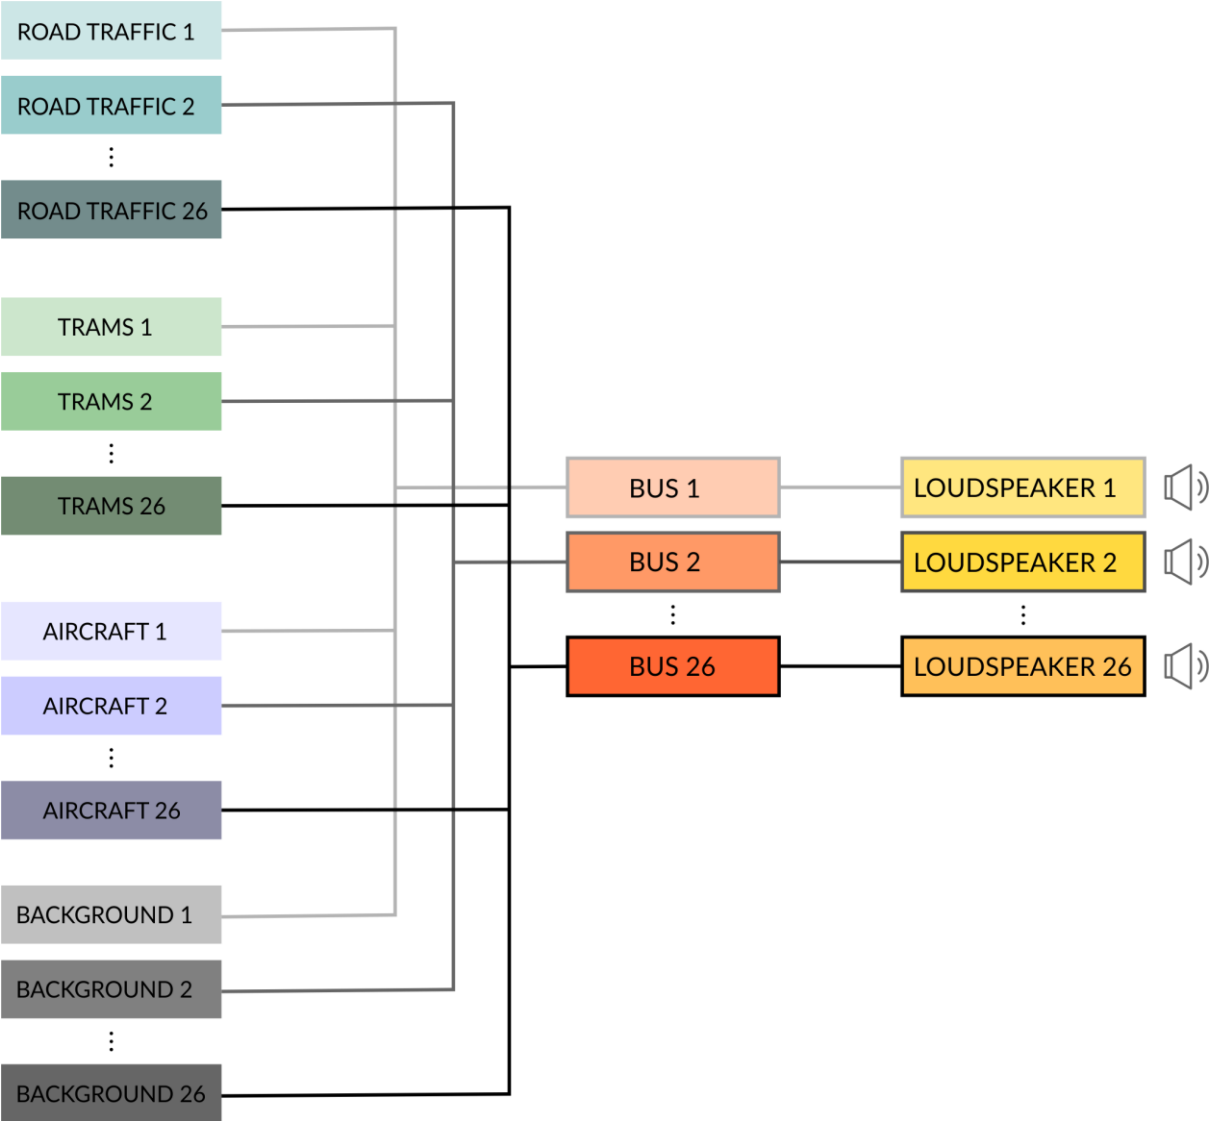 ROAD TRAFFIC 1
ROAD TRAFFIC 2
⋮
ROAD TRAFFIC 26
TRAMS 1
TRAMS 2
⋮
TRAMS 26
AIRCRAFT 1
AIRCRAFT 2
⋮
AIRCRAFT 26
BACKGROUND 1
BACKGROUND 2
⋮
BACKGROUND 26
BUS 1
BUS 2
⋮
BUS 26
LOUDSPEAKER 1
LOUDSPEAKER 2
⋮
LOUDSPEAKER 26